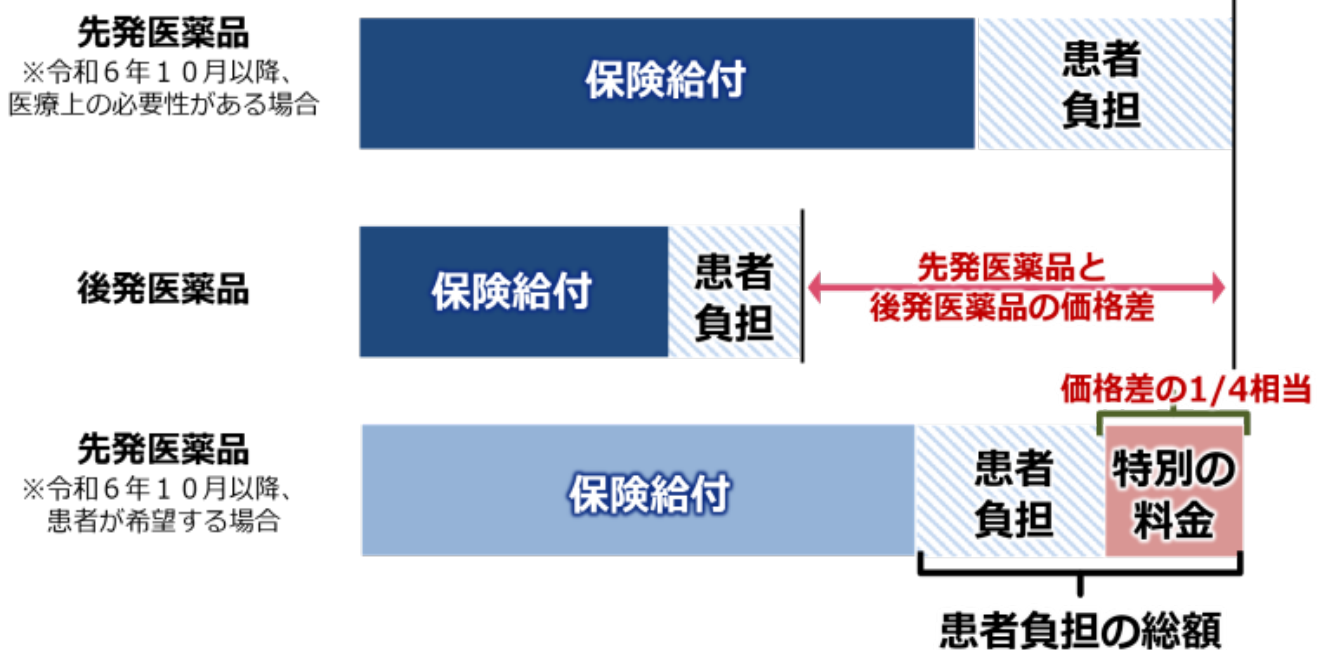 先発医薬品
※令和６年１０月以降、
医療上の必要性がある場合
保険給付
患者
負担
後発医薬品
保険給付
患者
負担
先発医薬品と
後発医薬品の価格差
価格差の1/4相当
先発医薬品
※令和６年１０月以降、
患者が希望する場合
保険給付
患者
負担
特別の
料金
患者負担の総額